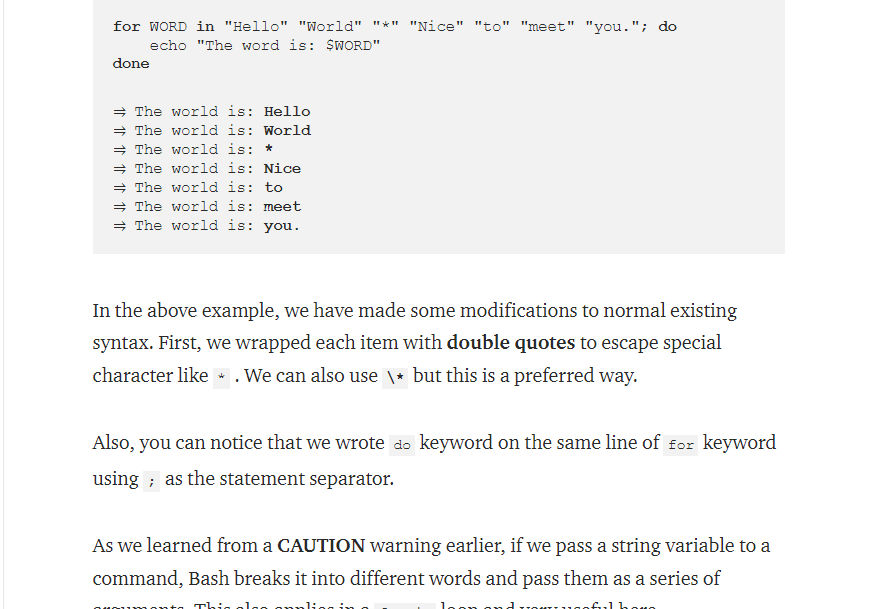 for WORD in "Hello" "World" "*" "Nice" "to" "meet" "you."; do
    echo "The word is: $WORD"
done
⇒ The world is: Hello
⇒ The world is: World
⇒ The world is: *
⇒ The world is: Nice
⇒ The world is: to
⇒ The world is: meet
⇒ The world is: you.
In the above example, we have made some modifications to normal existing
syntax. First, we wrapped each item with double quotes to escape special
character like * . We can also use \* but this is a preferred way.
Also, you can notice that we wrote do keyword on the same line of for keyword
using ; as the statement separator.
As we learned from a CAUTION warning earlier, if we pass a string variable to a
command, Bash breaks it into different words and pass them as a series of